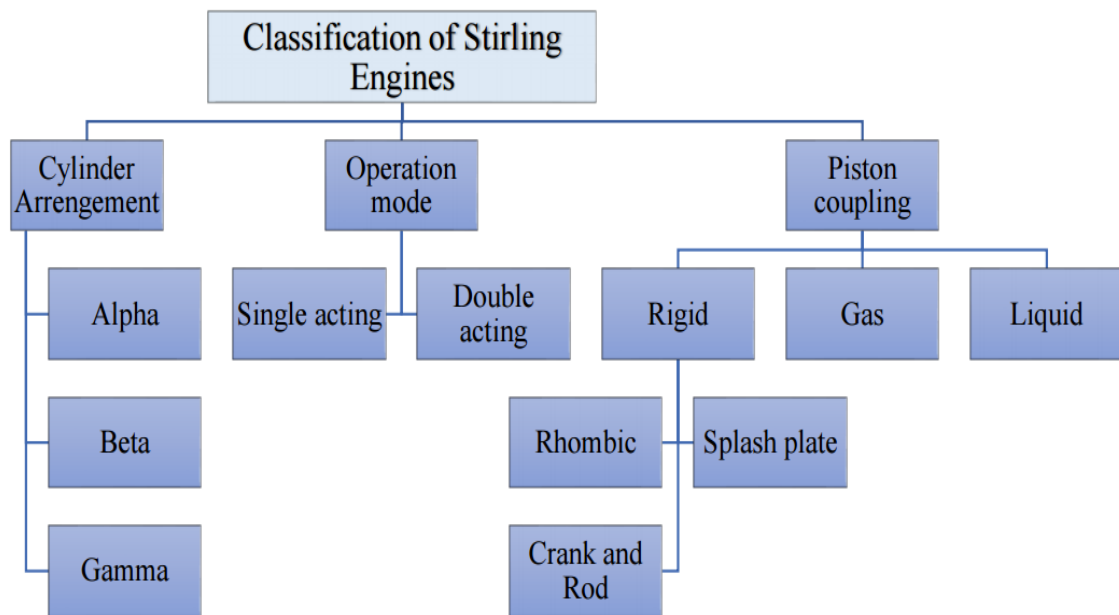 Classification of Stirling
Engines
Cylinder
Arrengement
Operation
mode
Piston
coupling
Alpha
Single acting
Double
acting
Rigid
Gas
Liquid
Beta
Rhombic
Splash plate
Gamma
Crank and
Rod